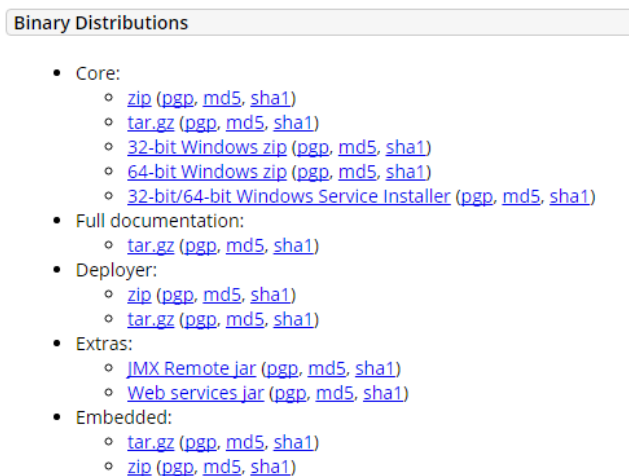 Binary Distributions
Core:
zip (pgp, md5, sha1)
tar.gz (pgp, md5, sha1)
32-bit Windows zip (pgp, md5, sha1)
64-bit Windows zip (pgp, md5, sha1)
32-bit/64-bit Windows Service Installer (pgp, md5, sha1)
Full documentation:
tar.gz (pgp, md5, sha1)
Deployer:
zip (pgp, md5, sha1)
tar.gz (pgp, md5, sha1)
Extras:
JMX Remote jar (pgp, md5, sha1)
Web services jar (pgp, md5, sha1)
Embedded:
tar.gz (pgp, md5, sha1)
zip (pgp, md5, sha1)